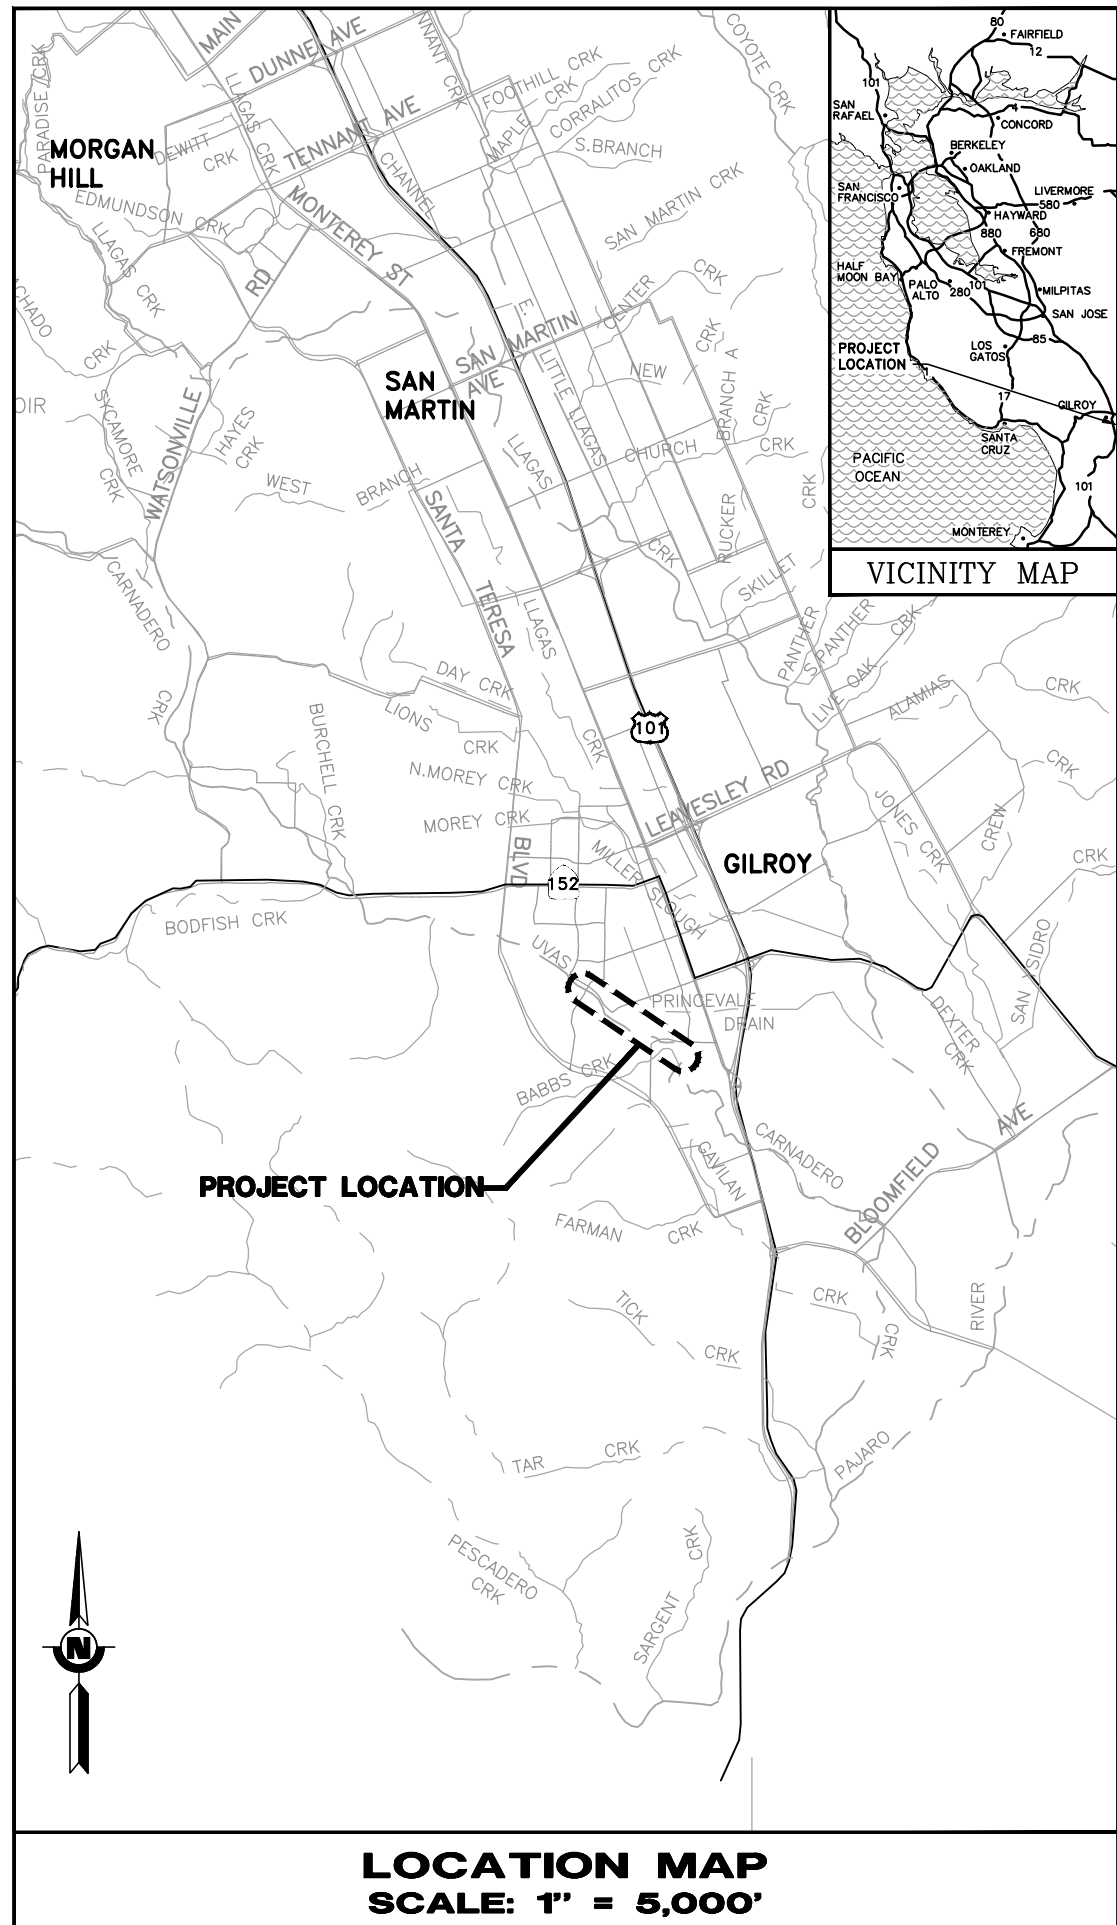 MAIN
DUNNE AVE
NNANT CRK
COYOTE CRK
PARADISE CRK
LLAGAS CRK
FOOTHILL CRK
MAPLE CRK
CORRALITOS CRK
S.BRANCH
MORGAN
HILL
DEWITT
CRK
TENNANT AVE
CHANNEL
EDMUNDSON CRK
MONTEREY ST
SAN MARTIN CRK
LLAGAS CRK
RD
CHADO
CRK
E. LITTLE LLAGAS
CENTER CRK
SAN MARTIN
AVE
SAN
MARTIN
NEW
CRK
BRANCH A
CRK
OIR
SYCAMORE
CRK
HAYES
CRK
WATSONVILLE
LLAGAS
CHURCH
CRK
WEST
BRANCH
SANTA
TERESA
BLVD
CRK
RUCKER
CRK
SKILLET
CARNADERO
CRK
LLAGAS
CRK
PANTHER
S.PANTHER
CRK
LIVE OAK
ALAMIAS
CRK
DAY CRK
LIONS
CRK
BURCHELL CRK
101
N.MOREY CRK
MOREY CRK
LEAVESLEY RD
CRK
JONES CRK
CREW
CRK
MILLER SLOUGH
GILROY
152
BODFISH CRK
UVAS
SAN YSIDRO
PRINCEVALE
DRAIN
DEXTER
CRK
BABBS CRK
AVE
CARNADERO
GAVILAN
BLOOMFIELD
PROJECT LOCATION
FARMAN
CRK
TICK
CRK
CRK
CRK
RIVER
PAJARO
TAR
CRK
PESCADERO
CRK
SARGENT
CRK
N
80
FAIRFIELD
12
101
SAN
RAFAEL
4
CONCORD
BERKELEY
OAKLAND
SAN
FRANCISCO
LIVERMORE
580
HAYWARD
880
680
FREMONT
HALF
MOON BAY
PALO
ALTO
280
101
MILPITAS
SAN JOSE
PROJECT
LOCATION
LOS
GATOS
85
17
GILROY
SANTA
CRUZ
PACIFIC
OCEAN
101
MONTEREY
VICINITY MAP
LOCATION MAP
SCALE: 1" = 5,000'